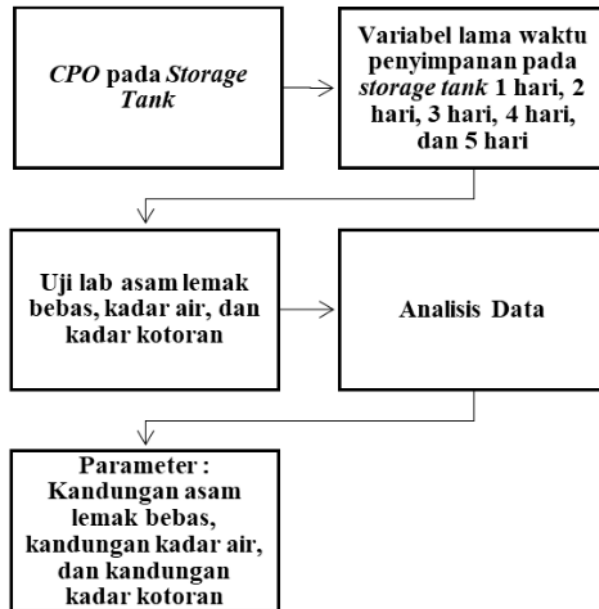 CPO pada Storage
Tank
Variabel lama waktu
penyimpanan pada
storage tank 1 hari, 2
hari, 3 hari, 4 hari,
dan 5 hari
Uji lab asam lemak
bebas, kadar air, dan
kadar kotoran
Analisis Data
Parameter :
Kandungan asam
lemak bebas,
kandungan kadar air,
dan kandungan
kadar kotoran